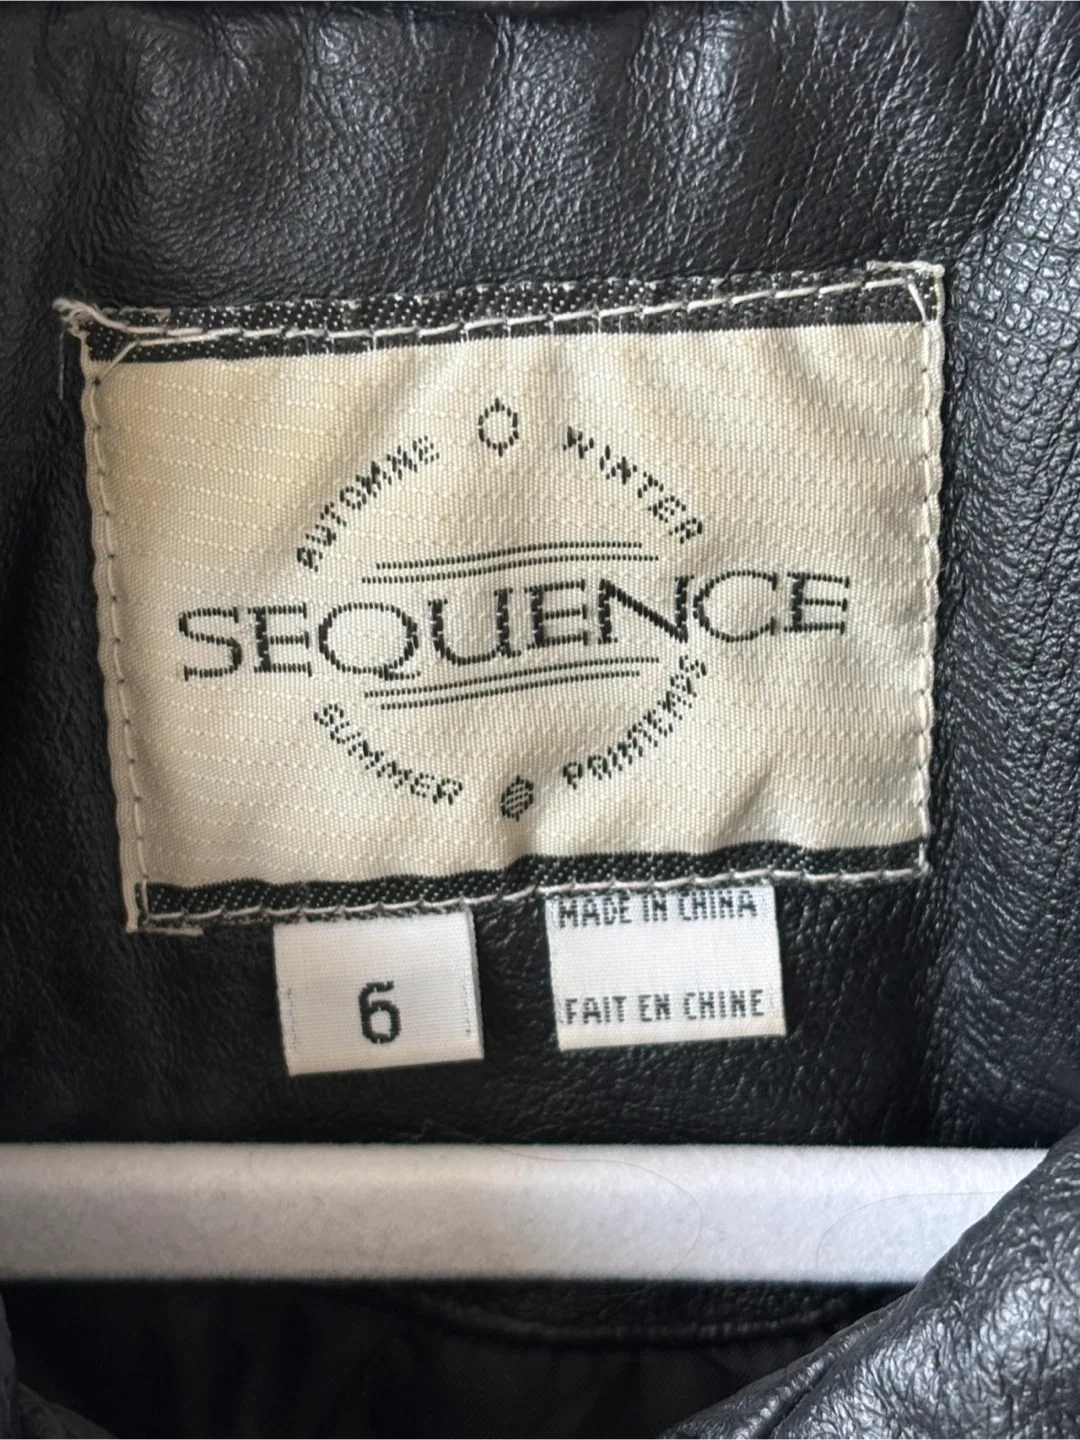 AUTOMNE WINTER
SEQUENCE
SUMMER PRINTEMPS
6
MADE IN CHINA
FAIT EN CHINE